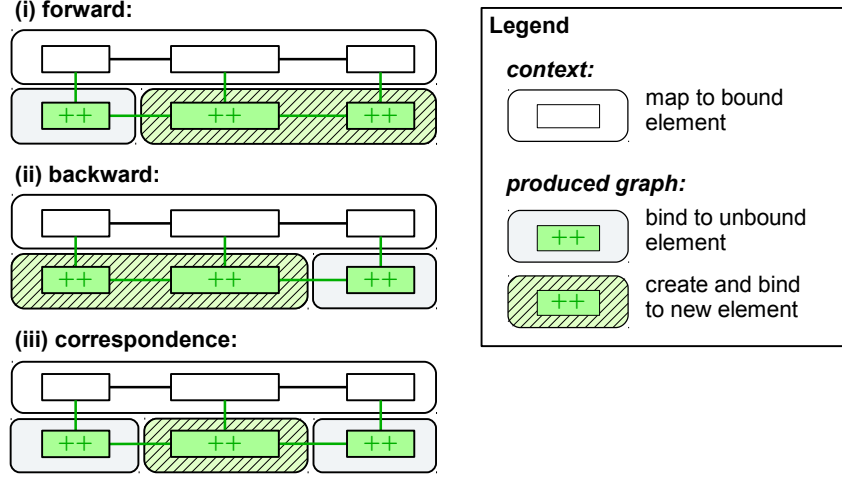 (i) forward:
++ ++ ++
(ii) backward:
++ ++ ++
(iii) correspondence:
++ ++ ++
Legend
context:
map to bound
element
produced graph:
++
bind to unbound
element
++
create and bind
to new element